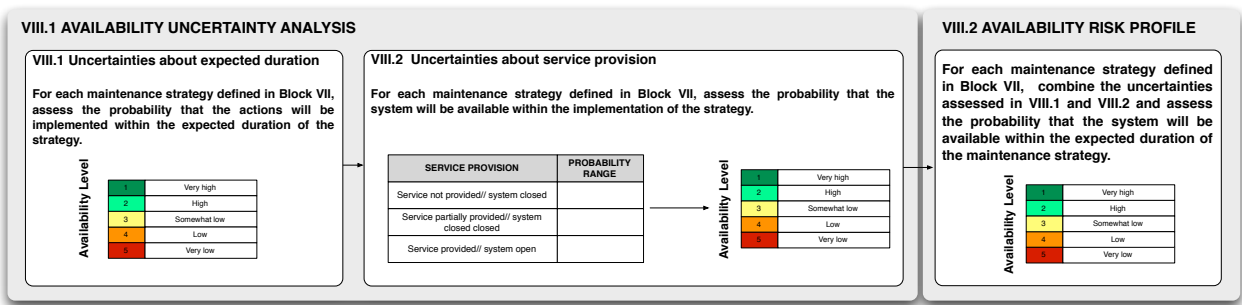 VIII.1 AVAILABILITY UNCERTAINTY ANALYSIS
VIII.1 Uncertainties about expected duration
For each maintenance strategy defined in Block VII,
assess the probability that the actions will be
implemented within the expected duration of the
strategy.
Availability Level
1 Very high
2 High
3 Somewhat low
4 Low
5 Very low
VIII.2 Uncertainties about service provision
For each maintenance strategy defined in Block VII, assess the probability that the
system will be available within the implementation of the strategy.
SERVICE PROVISION
PROBABILITY
RANGE
Service not provided// system closed
Service partially provided// system
closed closed
Service provided// system open
Availability Level
1 Very high
2 High
3 Somewhat low
4 Low
5 Very low
VIII.2 AVAILABILITY RISK PROFILE
For each maintenance strategy defined
in Block VII, combine the uncertainties
assessed in VIII.1 and VIII.2 and assess
the probability that the system will be
available within the expected duration of
the maintenance strategy.
Availability Level
1 Very high
2 High
3 Somewhat low
4 Low
5 Very low